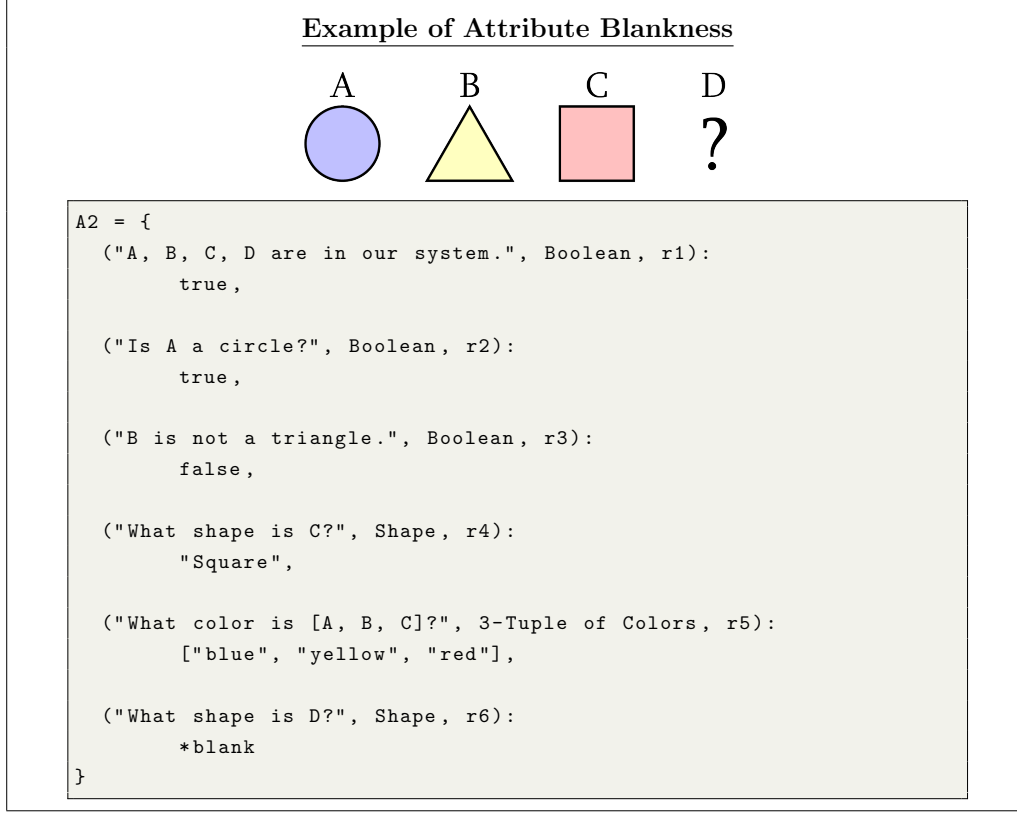 Example of Attribute Blankness
A B C D
?
A2 = {
("A, B, C, D are in our system.", Boolean, r1):
true,
("Is A a circle?", Boolean, r2):
true,
("B is not a triangle.", Boolean, r3):
false,
("What shape is C?", Shape, r4):
"Square",
("What color is [A, B, C]?", 3-Tuple of Colors, r5):
["blue", "yellow", "red"],
("What shape is D?", Shape, r6):
*blank
}